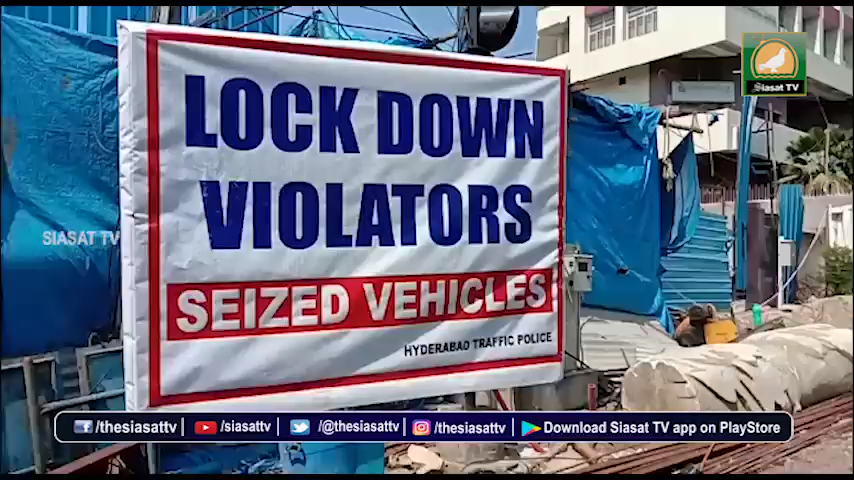 Siasat TV
LOCK DOWN
VIOLATORS
SIASAT TV
SEIZED VEHICLES
HYDERABAD TRAFFIC POLICE
/thesiasattv | /siasattv | /@thesiasattv | /thesiasattv | Download Siasat TV app on PlayStore